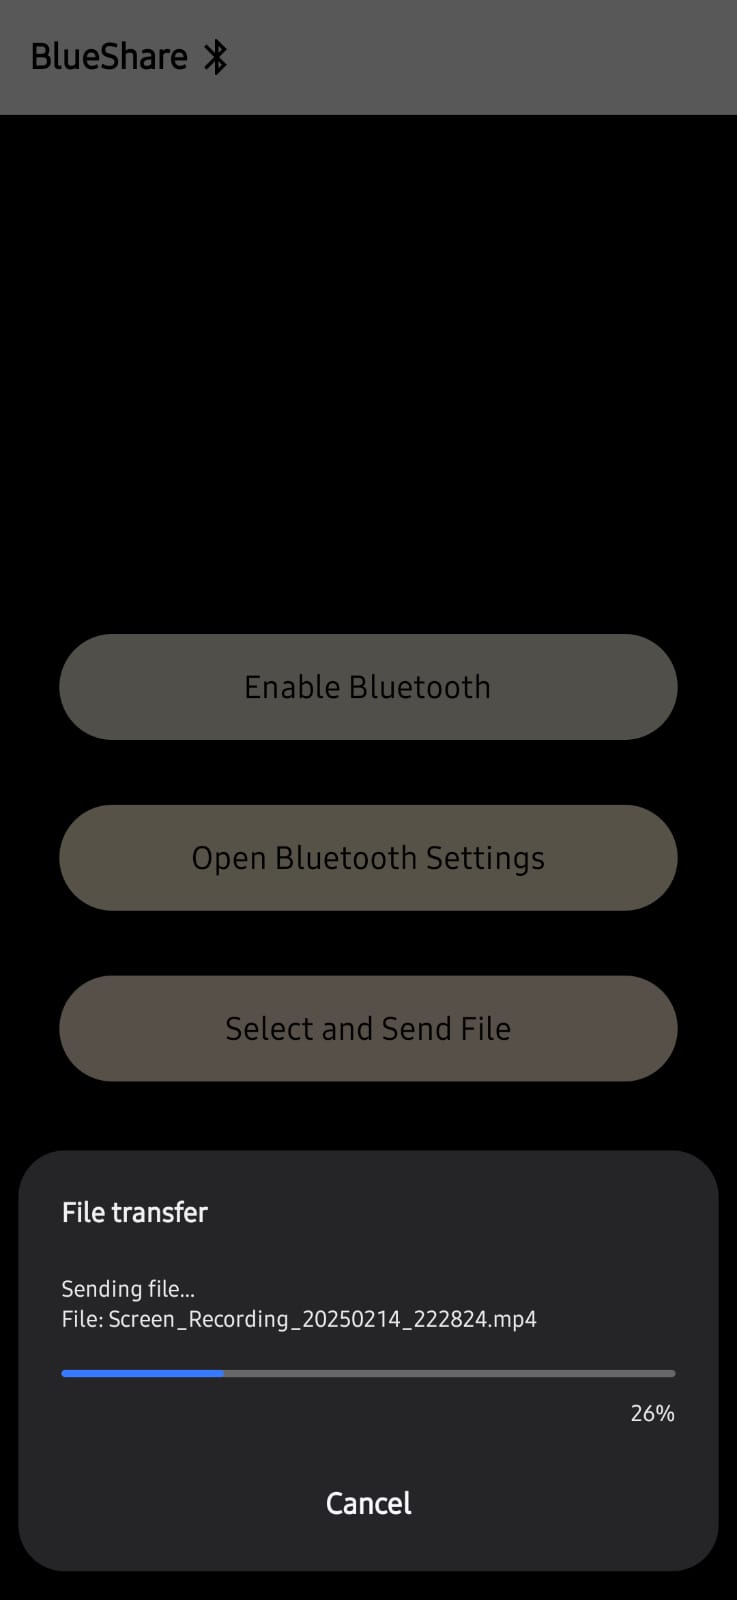 BlueShare
Enable Bluetooth
Open Bluetooth Settings
Select and Send File
File transfer
Sending file...
File: Screen_Recording_20250214_222824.mp4
26%
Cancel